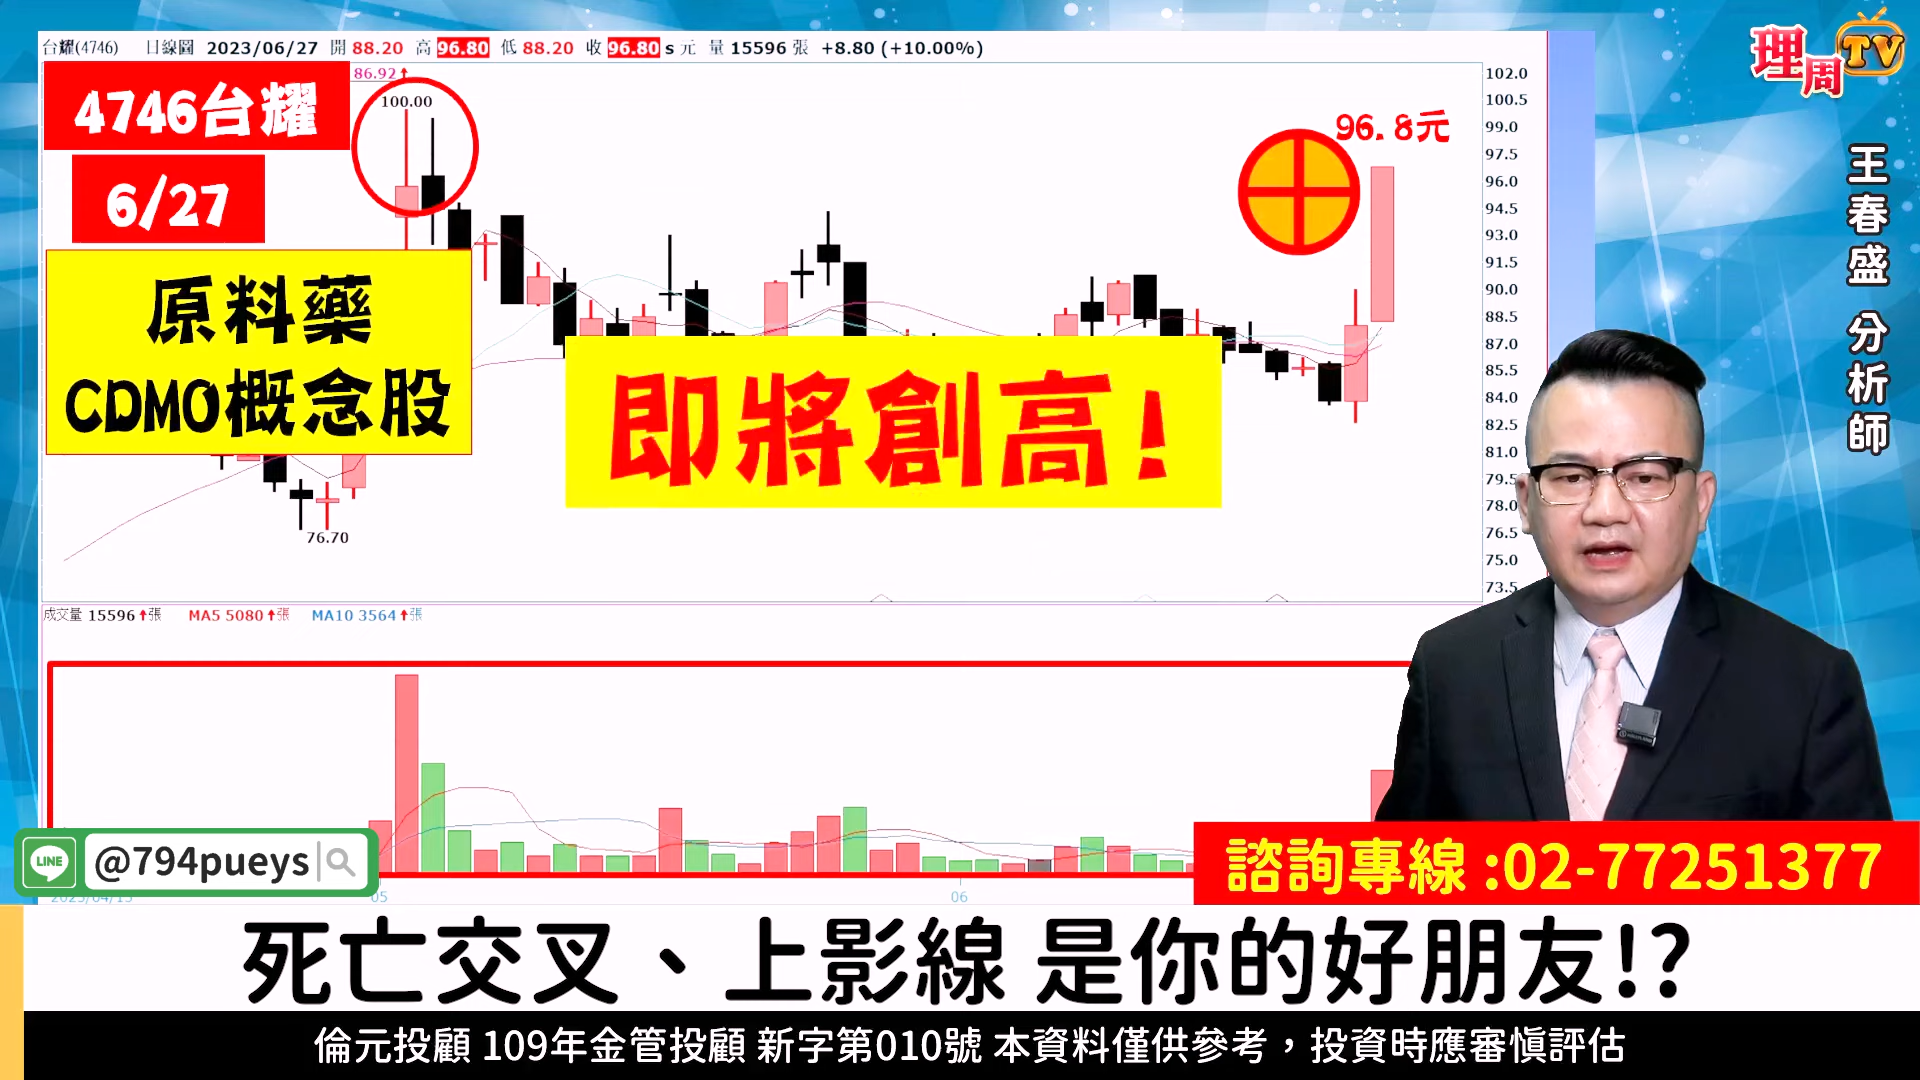 台耀(4746) 日線圖 2023/06/27 開 88.20 高 96.80 低 88.20 收 96.80 s 元 量 15596 張 +8.80 (+10.00%)
理周TV
86.92↑
4746台耀
100.00
6/27
96.8元
原料藥
CDMO概念股
即將創高!
76.70
102.0
100.5
99.0
97.5
96.0
94.5
93.0
91.5
90.0
88.5
87.0
85.5
84.0
82.5
81.0
79.5
78.0
76.5
75.0
73.5
王春盛 分析師
成交量 15596↑張 MA5 5080↑張 MA10 3564↑張
LINE @794pueys
05
06
諮詢專線:02-77251377
死亡交叉、上影線 是你的好朋友!?
倫元投顧 109年金管投顧 新字第010號 本資料僅供參考，投資時應審慎評估